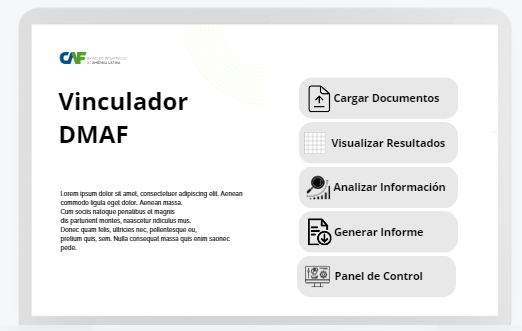 CAF
BANCO DE DESARROLLO
DE AMÉRICA LATINA
Vinculador
DMAF
Lorem ipsum dolor sit amet, consectetuer adipiscing elit. Aenean
commodo ligula eget dolor. Aenean massa.
Cum sociis natoque penatibus et magnis
dis parturient montes, naascetur ridiculus mus.
Donec quam felis, ultricies nec, pellentesque eu,
pretium quis, sem. Nulla consequat massa quis enim saonec
pede.
Cargar Documentos
Visualizar Resultados
Analizar Información
Generar Informe
Panel de Control